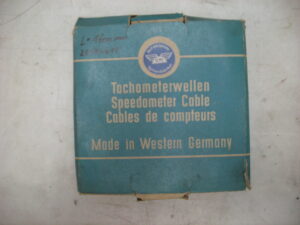 Tachometerwellen
Speedometer Cable
Cables de compteurs
Made in Western Germany